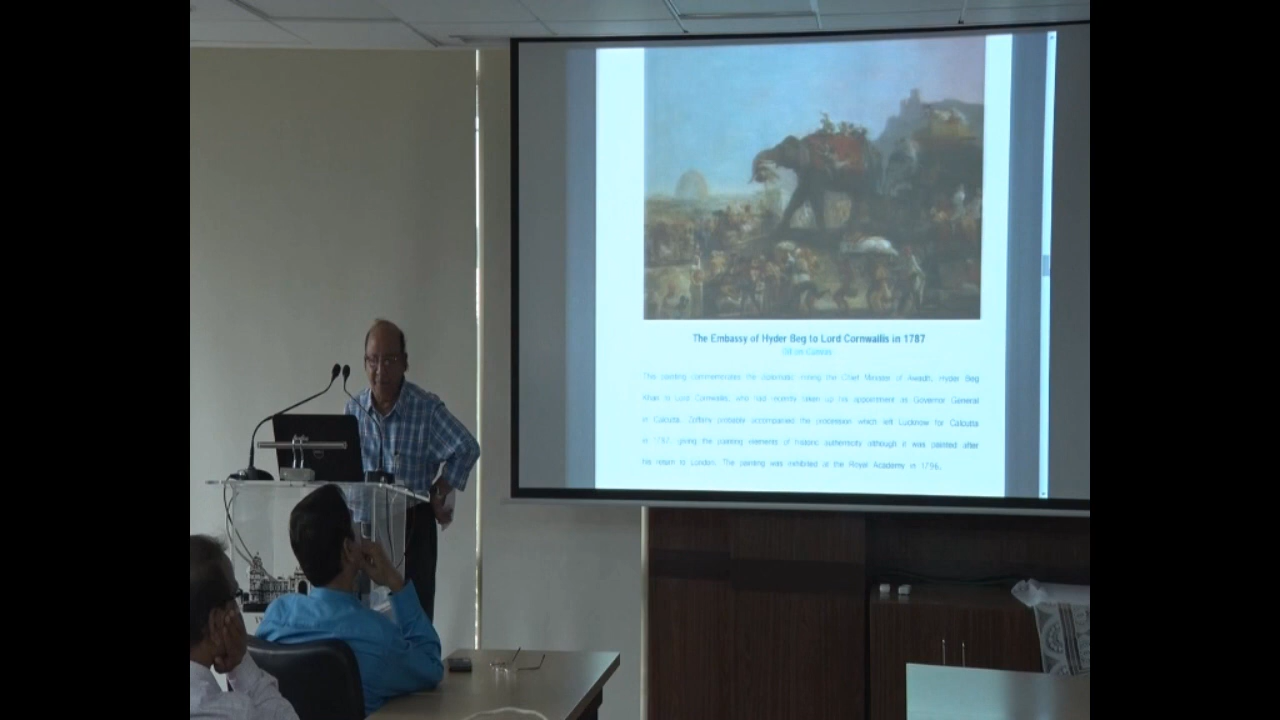 The Embassy of Hyder Beg to Lord Cornwallis in 1787
Oil on Canvas
This painting commemorates the diplomatic the Chief Minister of Awadh, Hyder Beg
Khan to Lord Cornwallis, who had recently taken up his appointment as Governor General
in Calcutta. Zoffany probably accompanied the procession which left Lucknow for Calcutta
in giving the painting elements of historic authenticity although it was painted after
his return to London. The painting was exhibited at the Royal Academy in 1796.